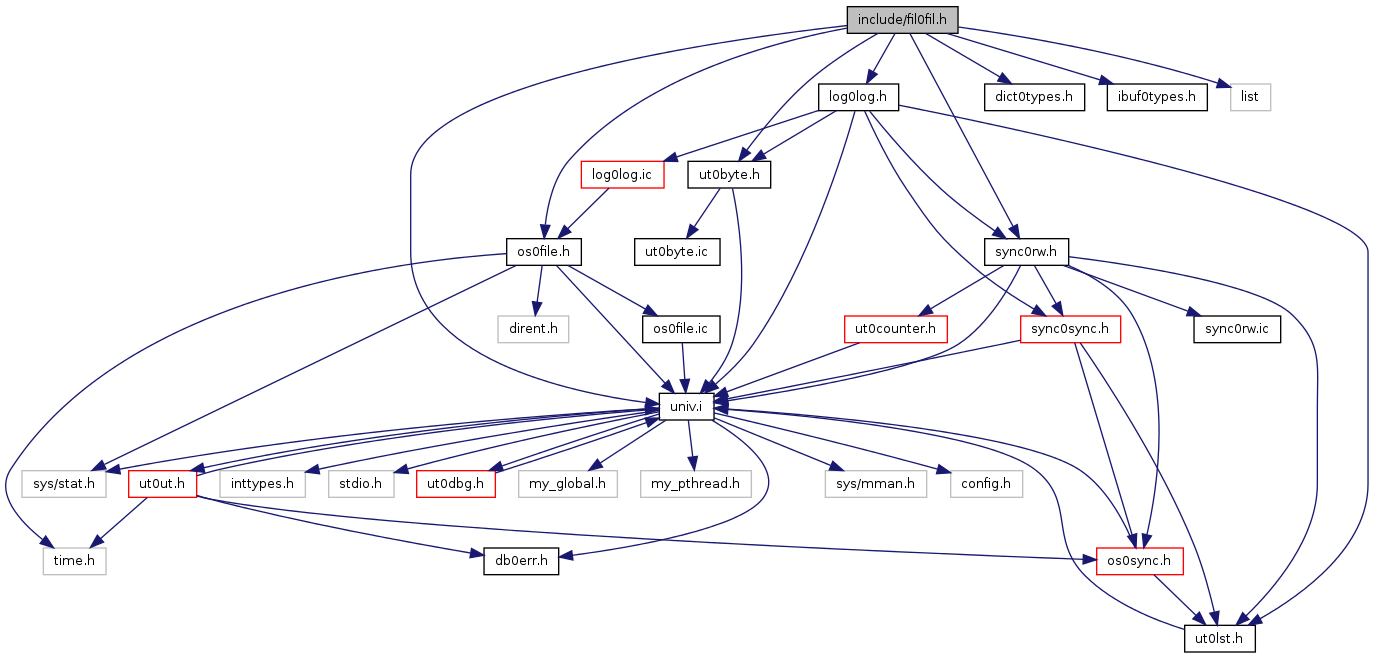 include/fil0fil.h
log0log.h
dict0types.h
ibuf0types.h
list
log0log.ic
ut0byte.h
os0file.h
ut0byte.ic
sync0rw.h
dirent.h
os0file.ic
ut0counter.h
sync0sync.h
sync0rw.ic
univ.i
sys/stat.h
ut0ut.h
inttypes.h
stdio.h
ut0dbg.h
my_global.h
my_pthread.h
sys/mman.h
config.h
time.h
db0err.h
os0sync.h
ut0lst.h